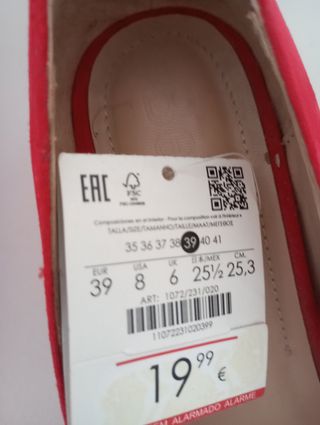 EAC
FSC
Composiciones en el interior - Pour la composition voir à l'intérieur
TALLA/SIZE/TAMANHO/TAILLE/MAAT/ΜΕΓΕΘΟΣ
35 36 37 38 39 40 41
EUR USA UK П.В./MEX CM.
39 8 6 25½ 25,3
ART: 1072/231/020
11072231020399
19 99 €
ALARMADO ALARME